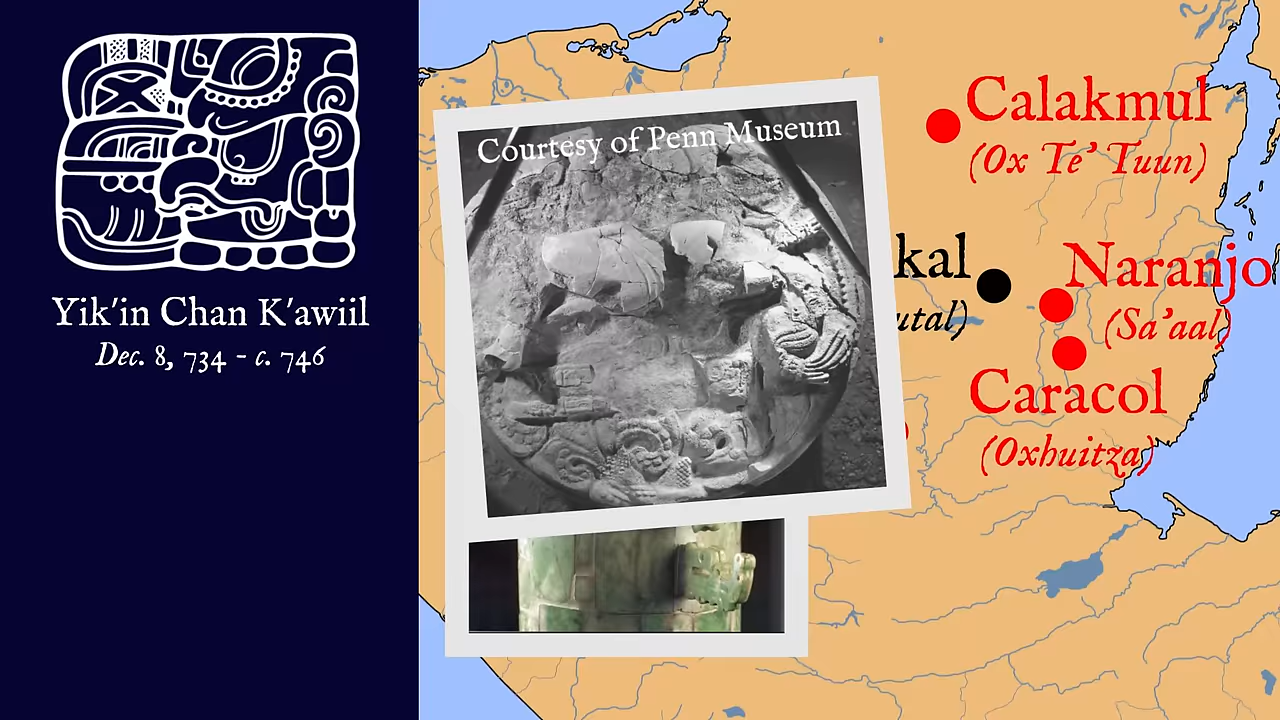 Yik'in Chan K'awiil
Dec. 8, 734 - c. 746
Courtesy of Penn Museum
Calakmul
(Ox Te' Tuun)
kal
utal)
Naranjo
(Sa'aal)
Caracol
(Oxhuitza)